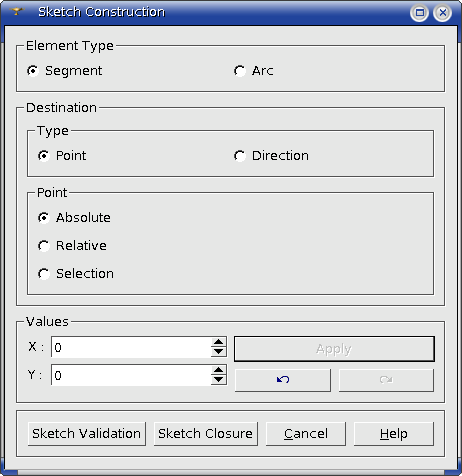 Sketch Construction
Element Type
Segment Arc
Destination
Type
Point Direction
Point
Absolute
Relative
Selection
Values
X : 0 Apply
Y : 0
Sketch Validation Sketch Closure Cancel Help